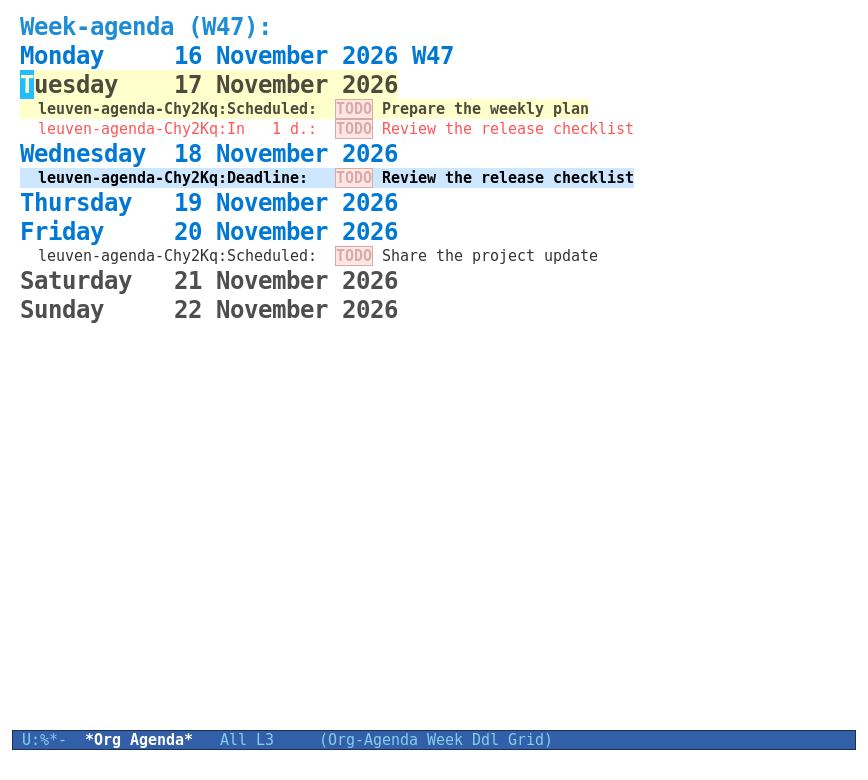 Week-agenda (W47):
Monday     16 November 2026 W47
Tuesday    17 November 2026
  leuven-agenda-Chy2Kq:Scheduled:  TODO Prepare the weekly plan
  leuven-agenda-Chy2Kq:In   1 d.:  TODO Review the release checklist
Wednesday  18 November 2026
  leuven-agenda-Chy2Kq:Deadline:   TODO Review the release checklist
Thursday   19 November 2026
Friday     20 November 2026
  leuven-agenda-Chy2Kq:Scheduled:  TODO Share the project update
Saturday   21 November 2026
Sunday     22 November 2026
U:%*-  *Org Agenda*   All L3     (Org-Agenda Week Ddl Grid)